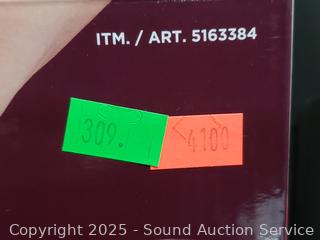 ITM. / ART. 5163384
309.
4100
Copyright © 2025 - Sound Auction Service